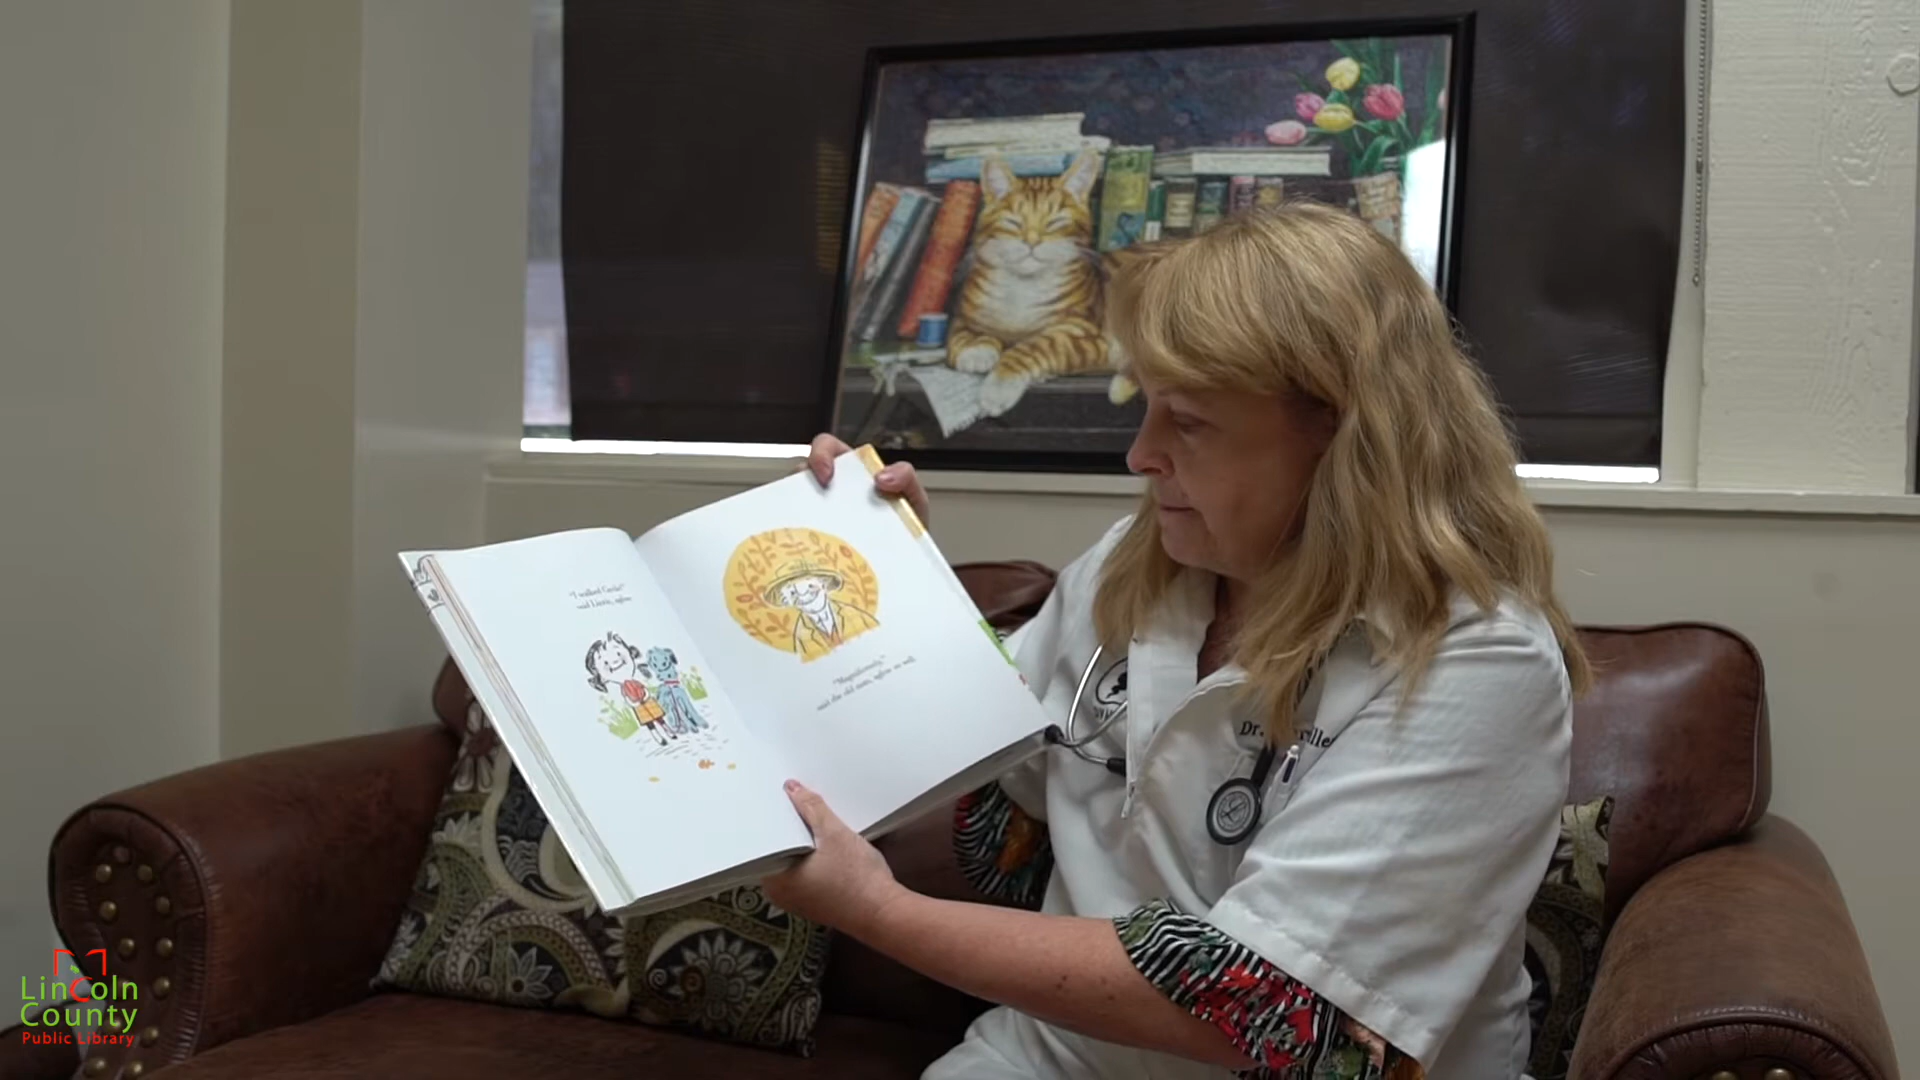 "I walked Gertie!"
said Lizzie, aglow.
"Magnificently,"
said the old man, aglow as well.
Dr.
LinColn
County
Public Library